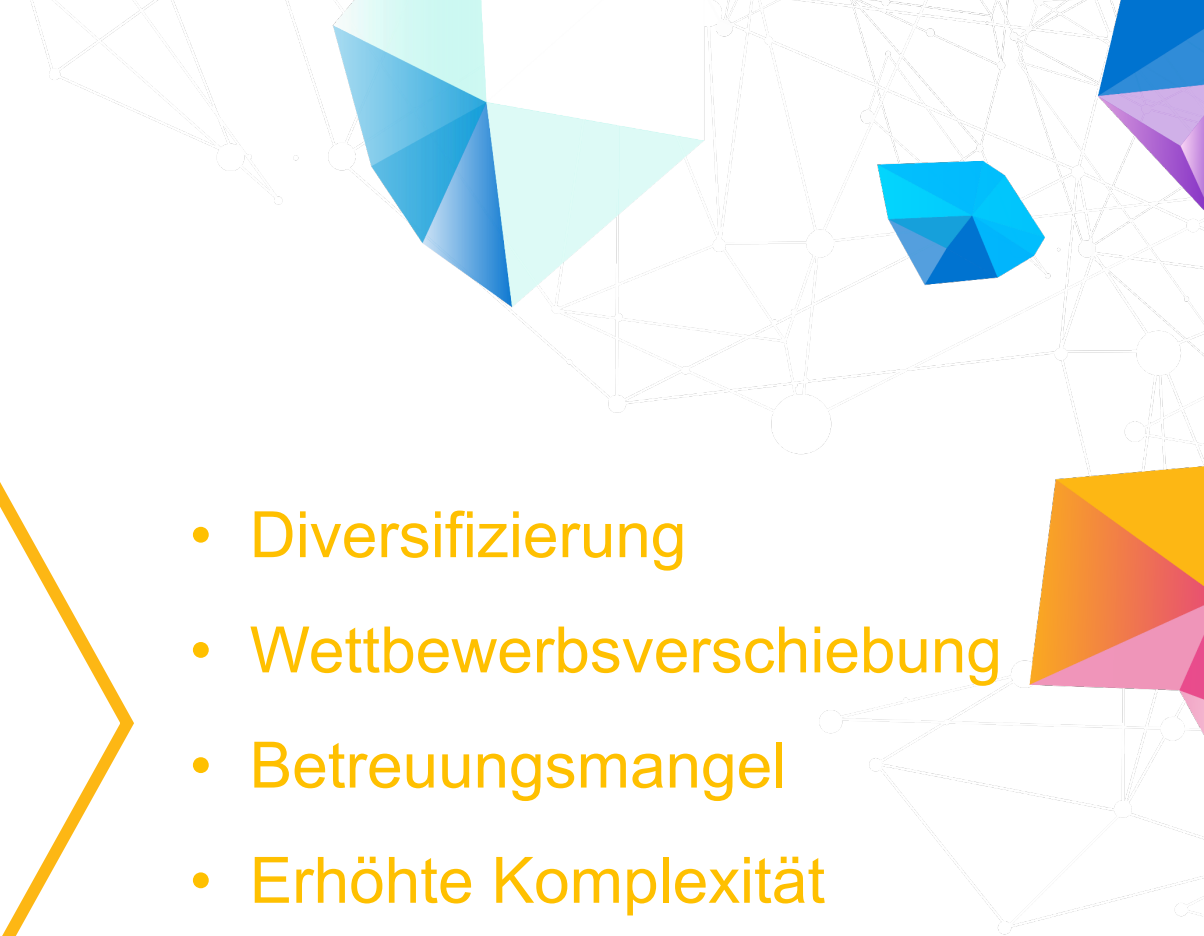 • Diversifizierung
• Wettbewerbsverschiebung
• Betreuungsmangel
• Erhöhte Komplexität